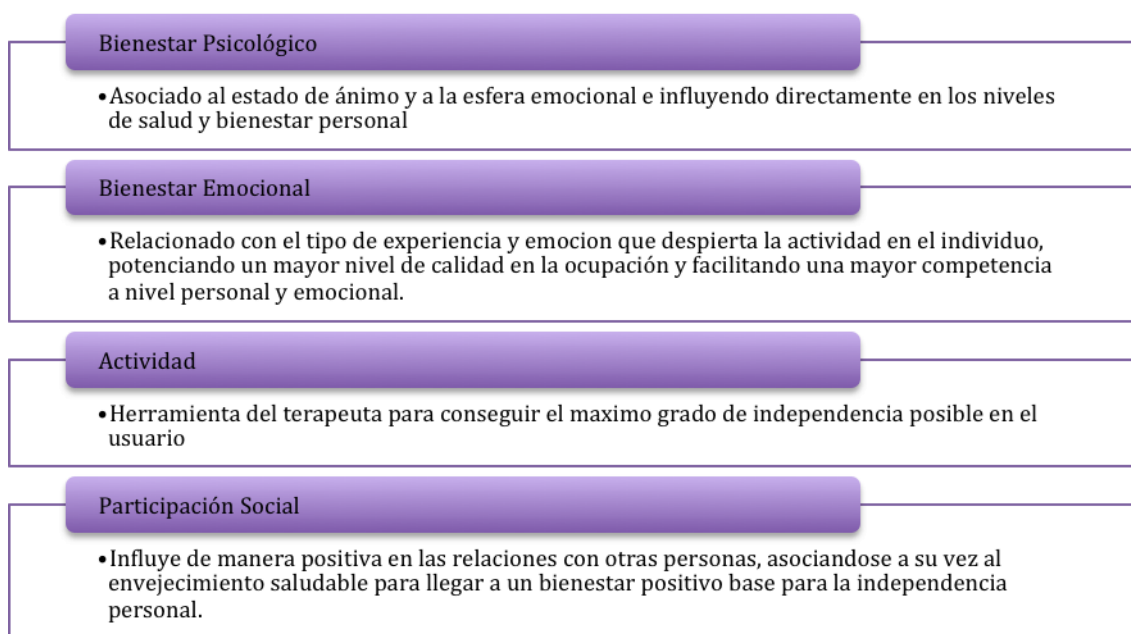 Bienestar Psicológico
•Asociado al estado de ánimo y a la esfera emocional e influyendo directamente en los niveles
de salud y bienestar personal
Bienestar Emocional
•Relacionado con el tipo de experiencia y emocion que despierta la actividad en el individuo,
potenciando un mayor nivel de calidad en la ocupación y facilitando una mayor competencia
a nivel personal y emocional.
Actividad
•Herramienta del terapeuta para conseguir el maximo grado de independencia posible en el
usuario
Participación Social
•Influye de manera positiva en las relaciones con otras personas, asociandose a su vez al
envejecimiento saludable para llegar a un bienestar positivo base para la independencia
personal.